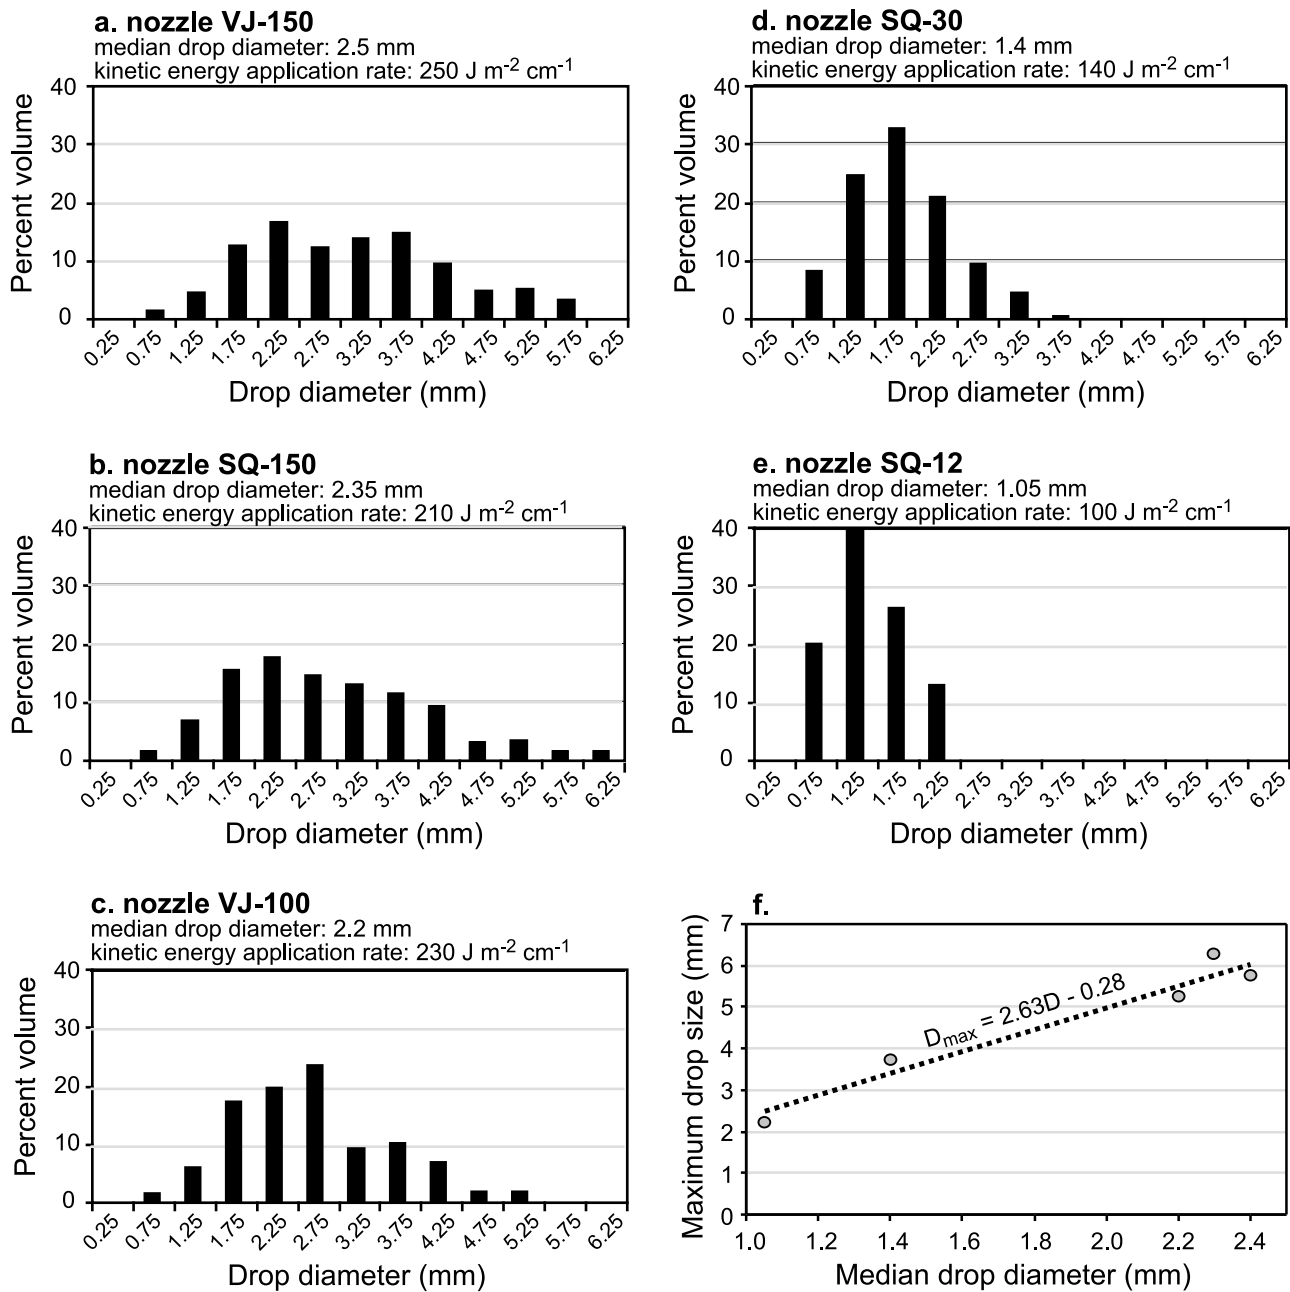 a. nozzle VJ-150
median drop diameter: 2.5 mm
kinetic energy application rate: 250 J m⁻² cm⁻¹
Percent volume
40
30
20
10
0
0.25 0.75 1.25 1.75 2.25 2.75 3.25 3.75 4.25 4.75 5.25 5.75 6.25
Drop diameter (mm)
b. nozzle SQ-150
median drop diameter: 2.35 mm
kinetic energy application rate: 210 J m⁻² cm⁻¹
Percent volume
40
30
20
10
0
0.25 0.75 1.25 1.75 2.25 2.75 3.25 3.75 4.25 4.75 5.25 5.75 6.25
Drop diameter (mm)
c. nozzle VJ-100
median drop diameter: 2.2 mm
kinetic energy application rate: 230 J m⁻² cm⁻¹
Percent volume
40
30
20
10
0
0.25 0.75 1.25 1.75 2.25 2.75 3.25 3.75 4.25 4.75 5.25 5.75 6.25
Drop diameter (mm)
d. nozzle SQ-30
median drop diameter: 1.4 mm
kinetic energy application rate: 140 J m⁻² cm⁻¹
Percent volume
40
30
20
10
0
0.25 0.75 1.25 1.75 2.25 2.75 3.25 3.75 4.25 4.75 5.25 5.75 6.25
Drop diameter (mm)
e. nozzle SQ-12
median drop diameter: 1.05 mm
kinetic energy application rate: 100 J m⁻² cm⁻¹
Percent volume
40
30
20
10
0
0.25 0.75 1.25 1.75 2.25 2.75 3.25 3.75 4.25 4.75 5.25 5.75 6.25
Drop diameter (mm)
f.
Maximum drop size (mm)
7
6
5
4
3
2
1
0
D_max = 2.63D - 0.28
1.0 1.2 1.4 1.6 1.8 2.0 2.2 2.4
Median drop diameter (mm)